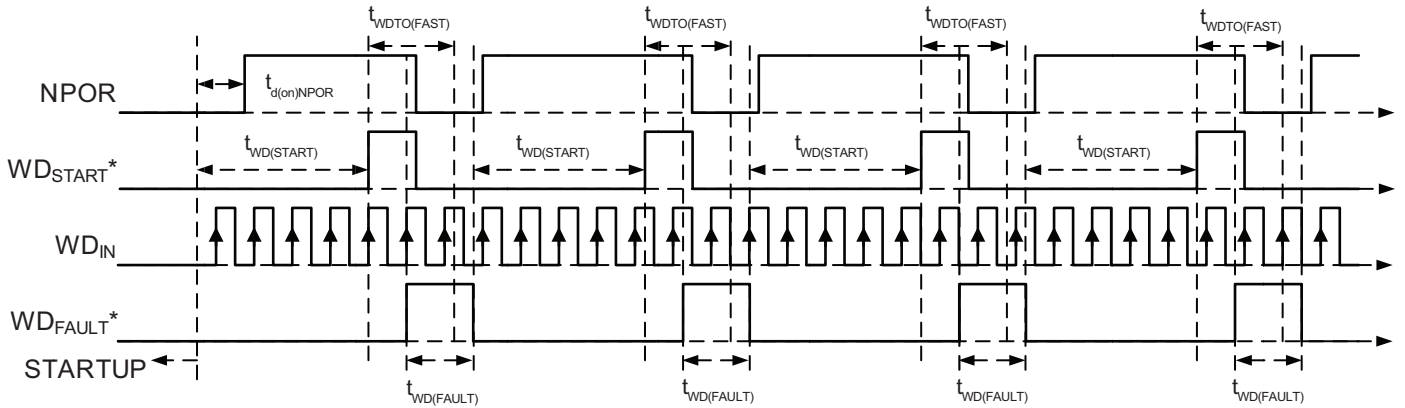 tWDTO(FAST) tWDTO(FAST) tWDTO(FAST) tWDTO(FAST)
NPOR
td(on)NPOR
WDSTART*
tWD(START) tWD(START) tWD(START) tWD(START)
WDIN
WDFAULT*
STARTUP
tWD(FAULT) tWD(FAULT) tWD(FAULT) tWD(FAULT)